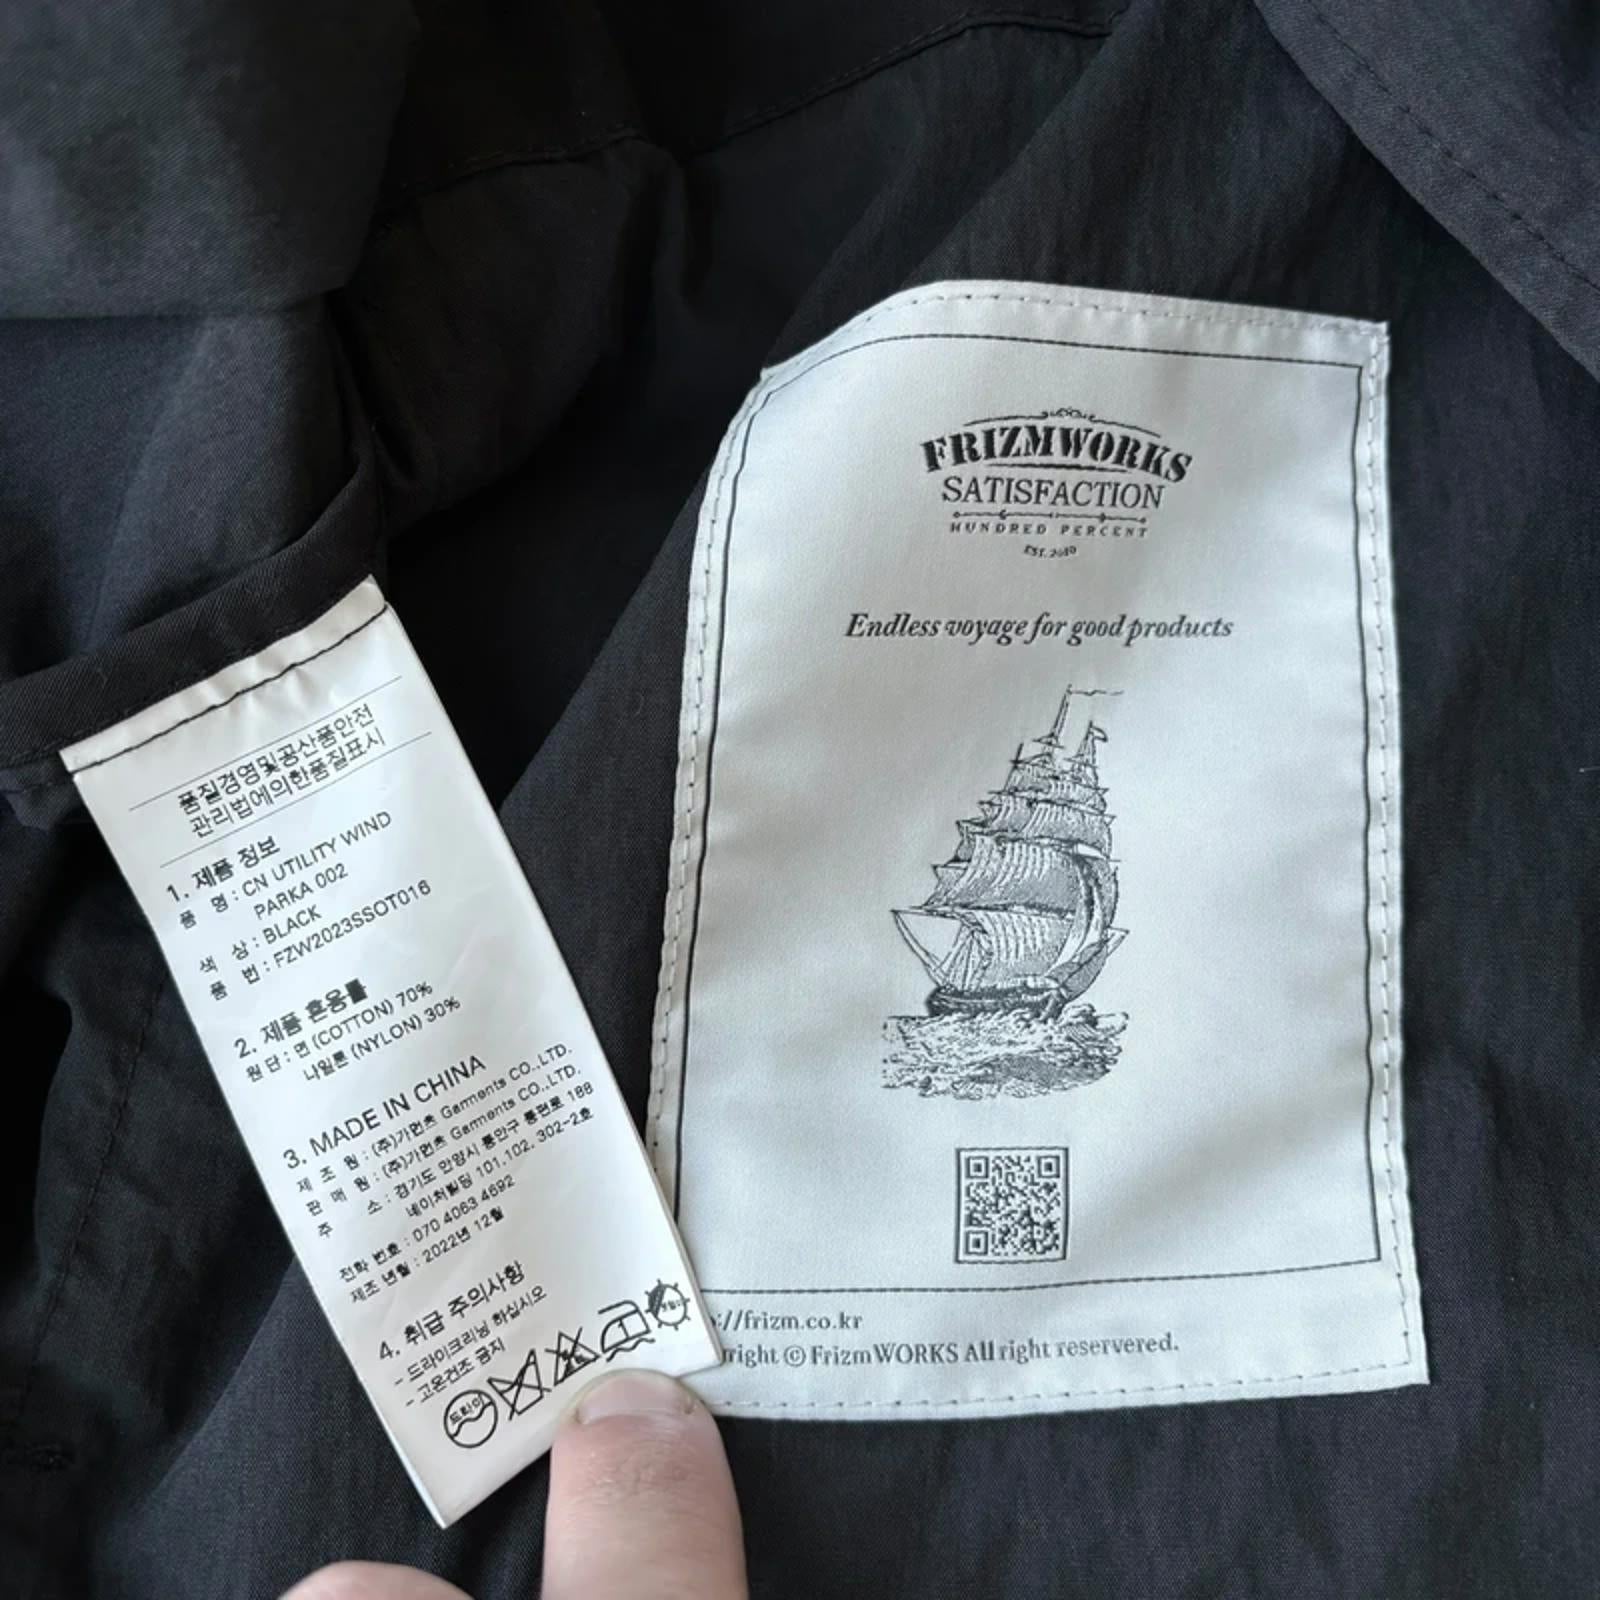 품질경영및공산품안전
관리법에의한품질표시
1. 제품 정보
품 명 : CN UTILITY WIND
PARKA 002
색 상 : BLACK
품 번 : FZW2023SSOT016
2. 제품 혼용률
원단 : 면 (COTTON) 70%
나일론 (NYLON) 30%
3. MADE IN CHINA
제 조 원 : (주)가먼츠 Garments CO.,LTD.
판 매 원 : (주)가먼츠 Garments CO.,LTD.
주 소 : 경기도 안양시 동안구 동편로 188
네이처빌딩 101,102, 302-2호
전화 번호 : 070 4063 4692
제조 년월 : 2022년 12월
4. 취급 주의사항
- 드라이크리닝 하십시오
- 고온건조 금지
드라이
FRIZMWORKS
SATISFACTION
HUNDRED PERCENT
EST. 2010
Endless voyage for good products
://frizm.co.kr
right © FrizmWORKS All right reservered.